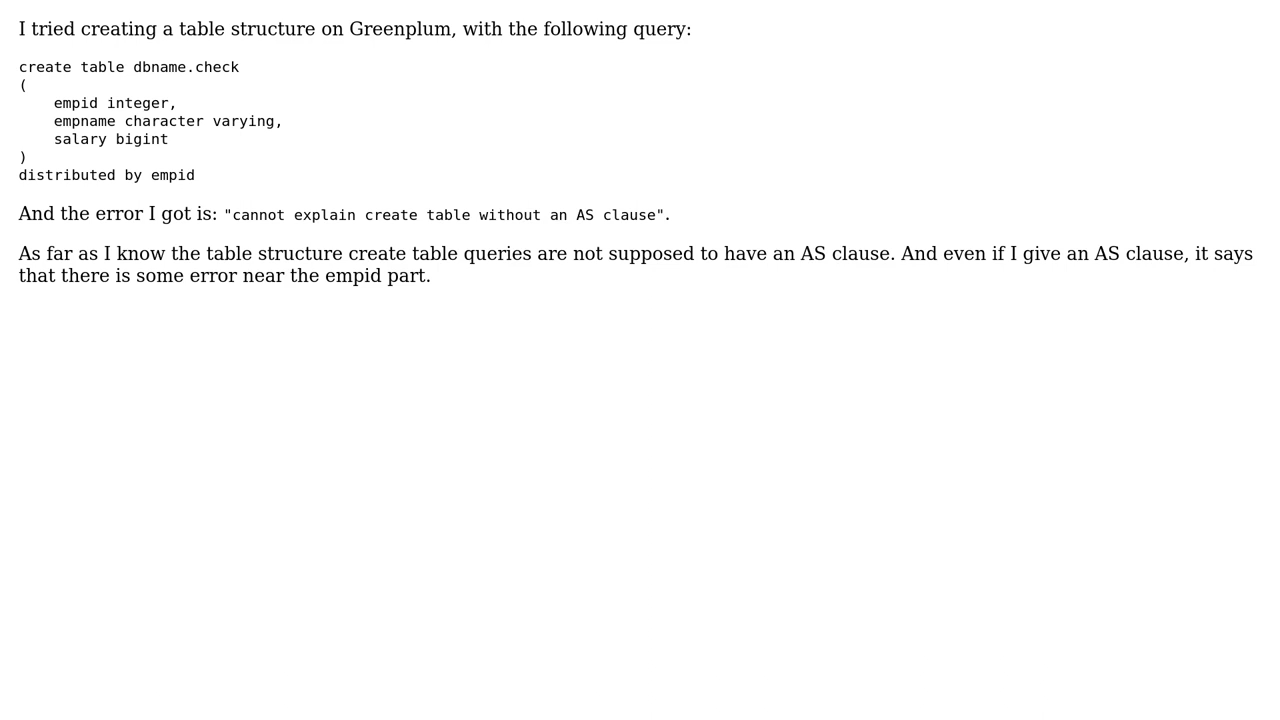 I tried creating a table structure on Greenplum, with the following query:
create table dbname.check
(
    empid integer,
    empname character varying,
    salary bigint
)
distributed by empid
And the error I got is: "cannot explain create table without an AS clause".
As far as I know the table structure create table queries are not supposed to have an AS clause. And even if I give an AS clause, it says
that there is some error near the empid part.